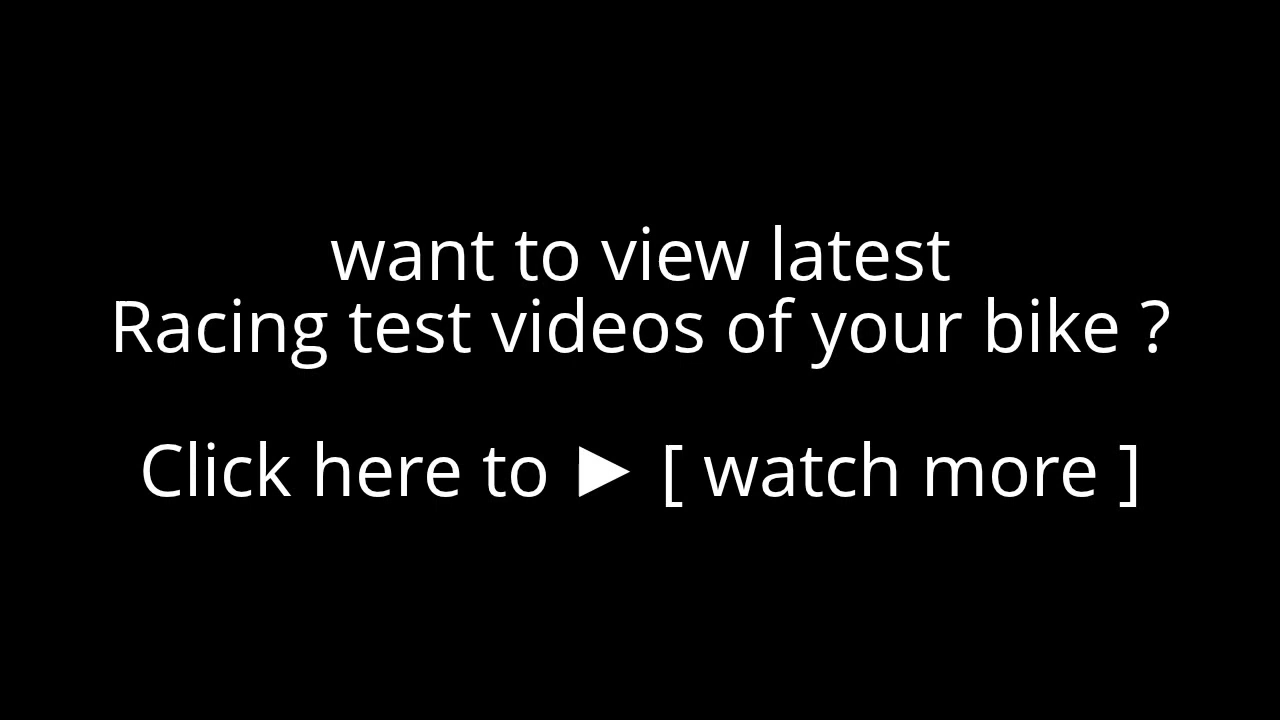 want to view latest
Racing test videos of your bike ?
Click here to ► [ watch more ]